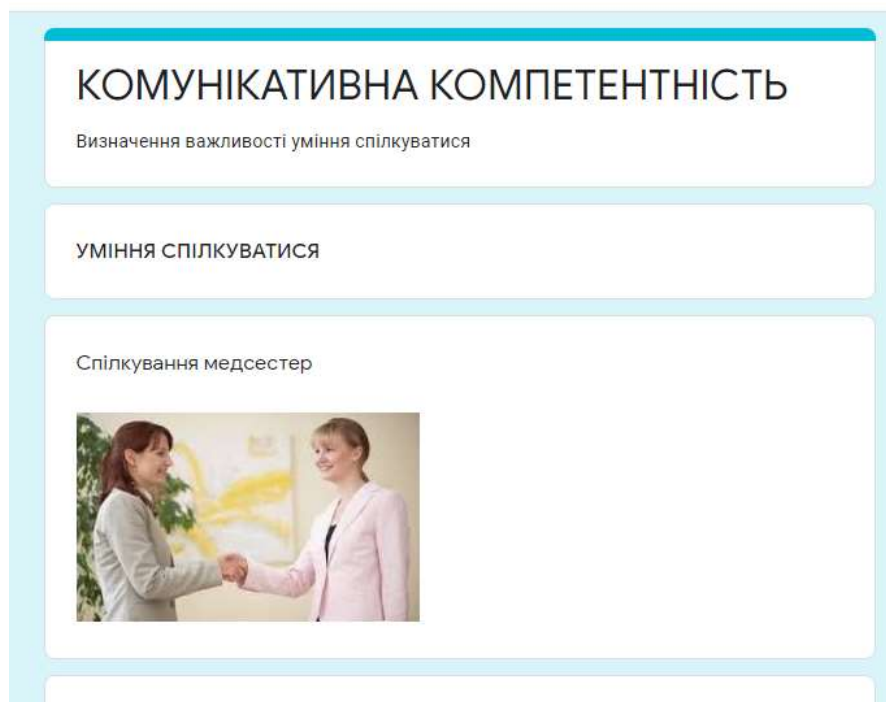 КОМУНІКАТИВНА КОМПЕТЕНТНІСТЬ
Визначення важливості уміння спілкуватися
УМІННЯ СПІЛКУВАТИСЯ
Спілкування медсестер